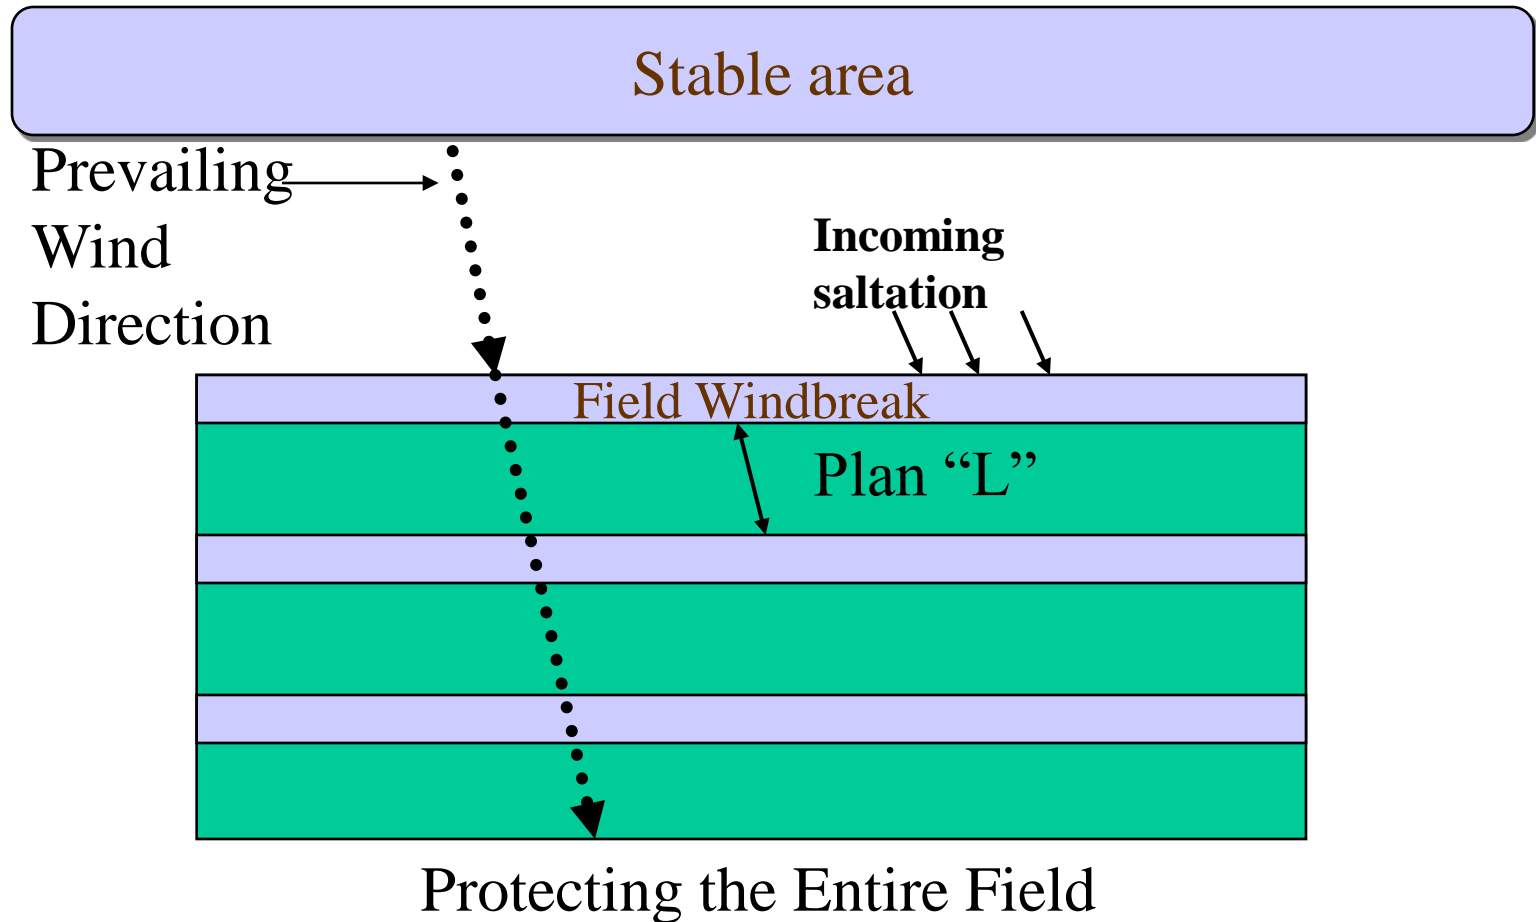 Stable area
Prevailing
Wind
Direction
Incoming
saltation
Field Windbreak
Plan “L”
Protecting the Entire Field